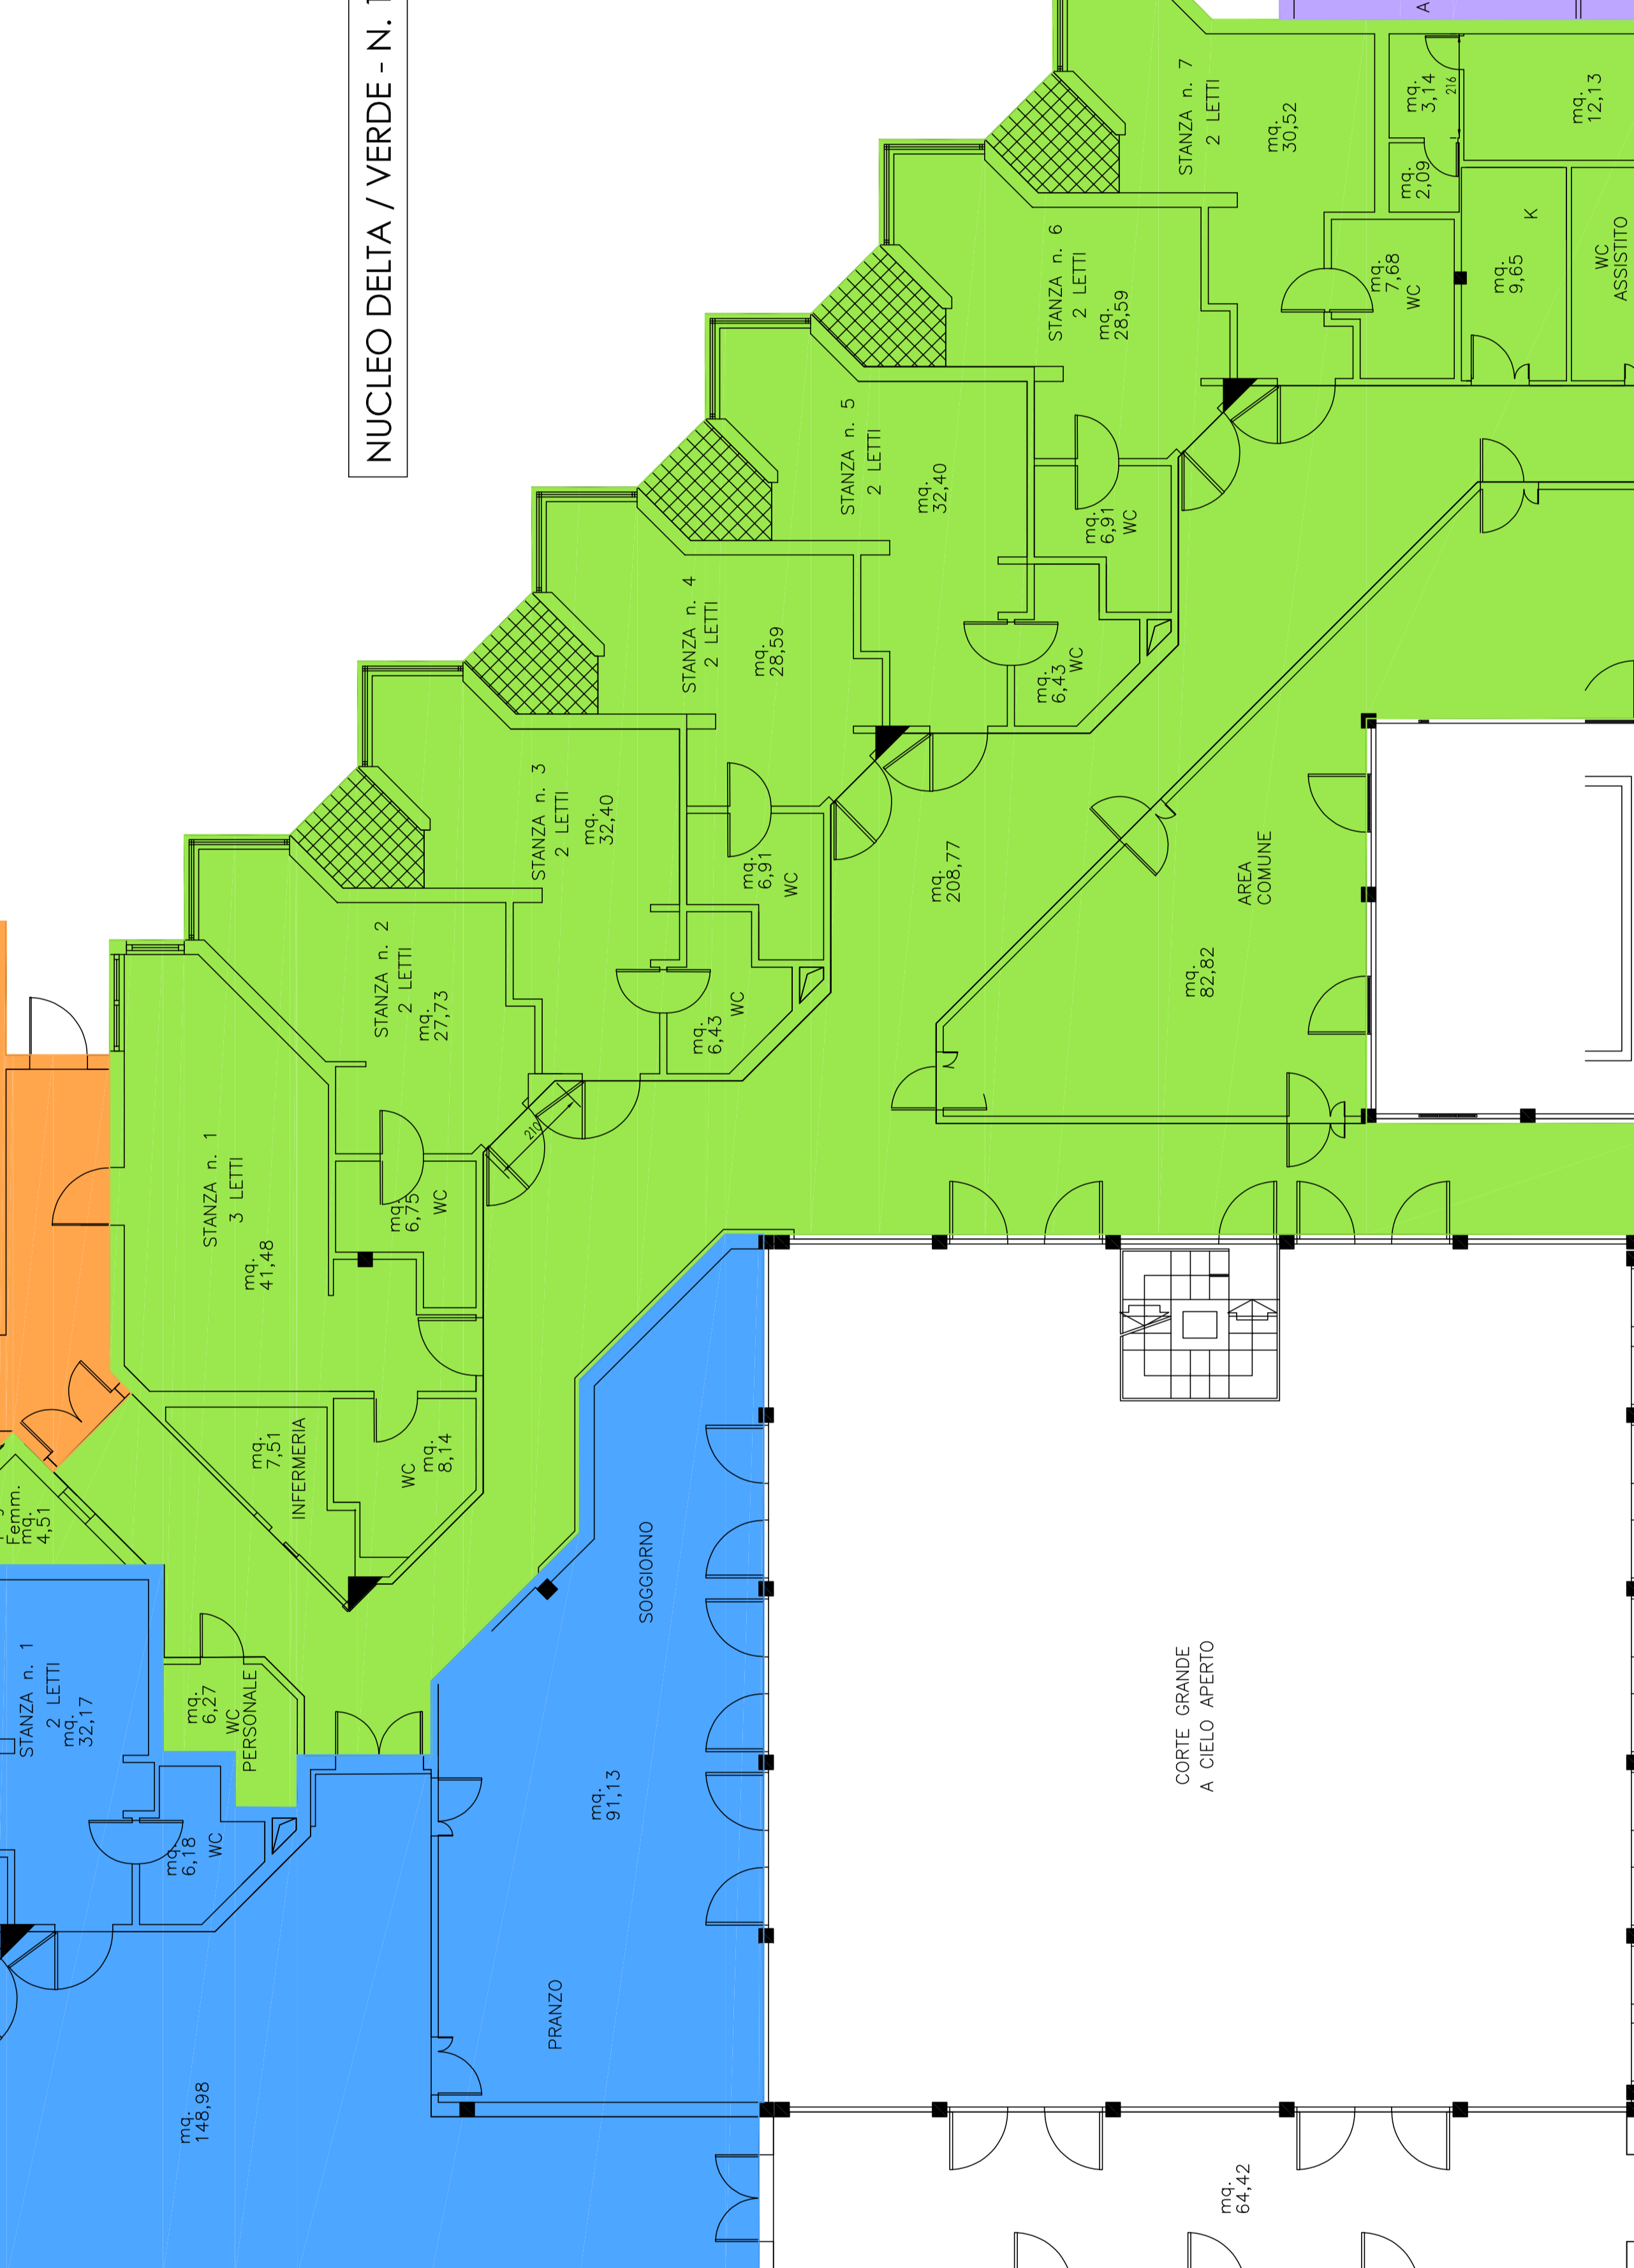 NUCLEO DELTA / VERDE - N. 1
A
STANZA n. 7
2 LETTI
mq.
30,52
mq.
3,14
216
mq.
12,13
mq.
2,09
mq.
7,68
WC
mq.
9,65
K
WC
ASSISTITO
STANZA n. 6
2 LETTI
mq.
28,59
mq.
6,91
WC
STANZA n. 5
2 LETTI
mq.
32,40
mq.
6,43
WC
STANZA n. 4
2 LETTI
mq.
28,59
mq.
6,91
WC
STANZA n. 3
2 LETTI
mq.
32,40
mq.
6,43
WC
STANZA n. 2
2 LETTI
mq.
27,73
mq.
6,75
WC
210
STANZA n. 1
3 LETTI
mq.
41,48
mq.
208,77
AREA
COMUNE
mq.
82,82
mq.
7,51
INFERMERIA
WC
mq.
8,14
Femm.
mq.
4,51
STANZA n. 1
2 LETTI
mq.
32,17
mq.
6,27
WC
PERSONALE
mq.
6,18
WC
SOGGIORNO
mq.
91,13
PRANZO
mq.
148,98
CORTE GRANDE
A CIELO APERTO
mq.
64,42